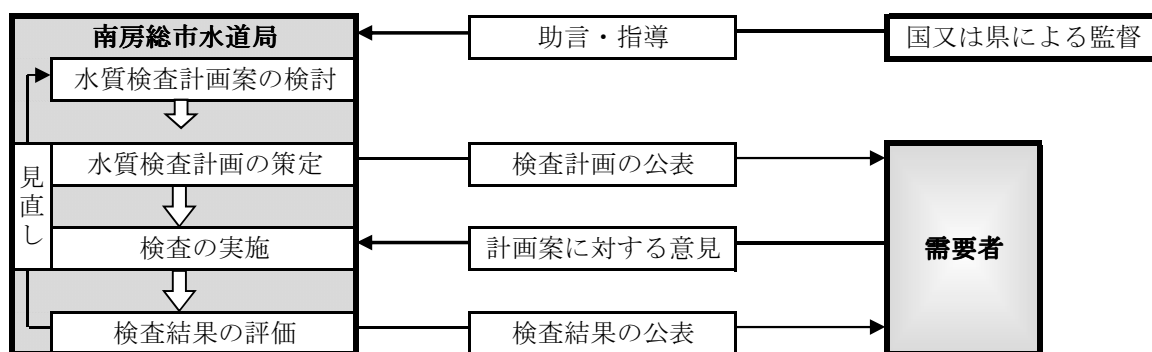 南房総市水道局
助言・指導
国又は県による監督
水質検査計画案の検討
見直し
水質検査計画の策定
検査計画の公表
検査の実施
計画案に対する意見
需要者
検査結果の評価
検査結果の公表